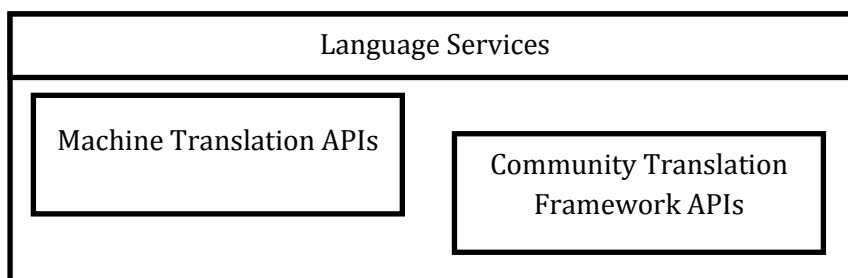 Language Services
Machine Translation APIs
Community Translation
Framework APIs